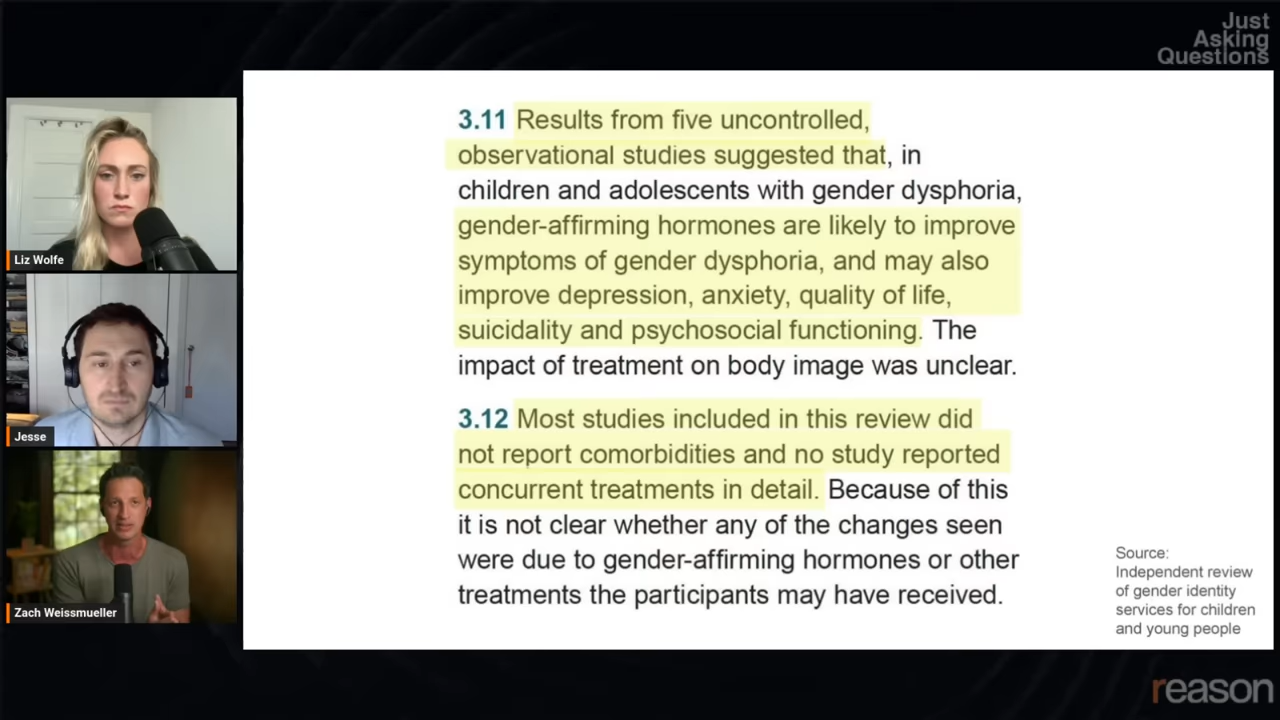 Just
Asking
Questions
3.11 Results from five uncontrolled,
observational studies suggested that, in
children and adolescents with gender dysphoria,
gender-affirming hormones are likely to improve
symptoms of gender dysphoria, and may also
improve depression, anxiety, quality of life,
suicidality and psychosocial functioning. The
impact of treatment on body image was unclear.
3.12 Most studies included in this review did
not report comorbidities and no study reported
concurrent treatments in detail. Because of this
it is not clear whether any of the changes seen
were due to gender-affirming hormones or other
treatments the participants may have received.
Liz Wolfe
Jesse
Zach Weissmueller
Source:
Independent review
of gender identity
services for children
and young people
reason